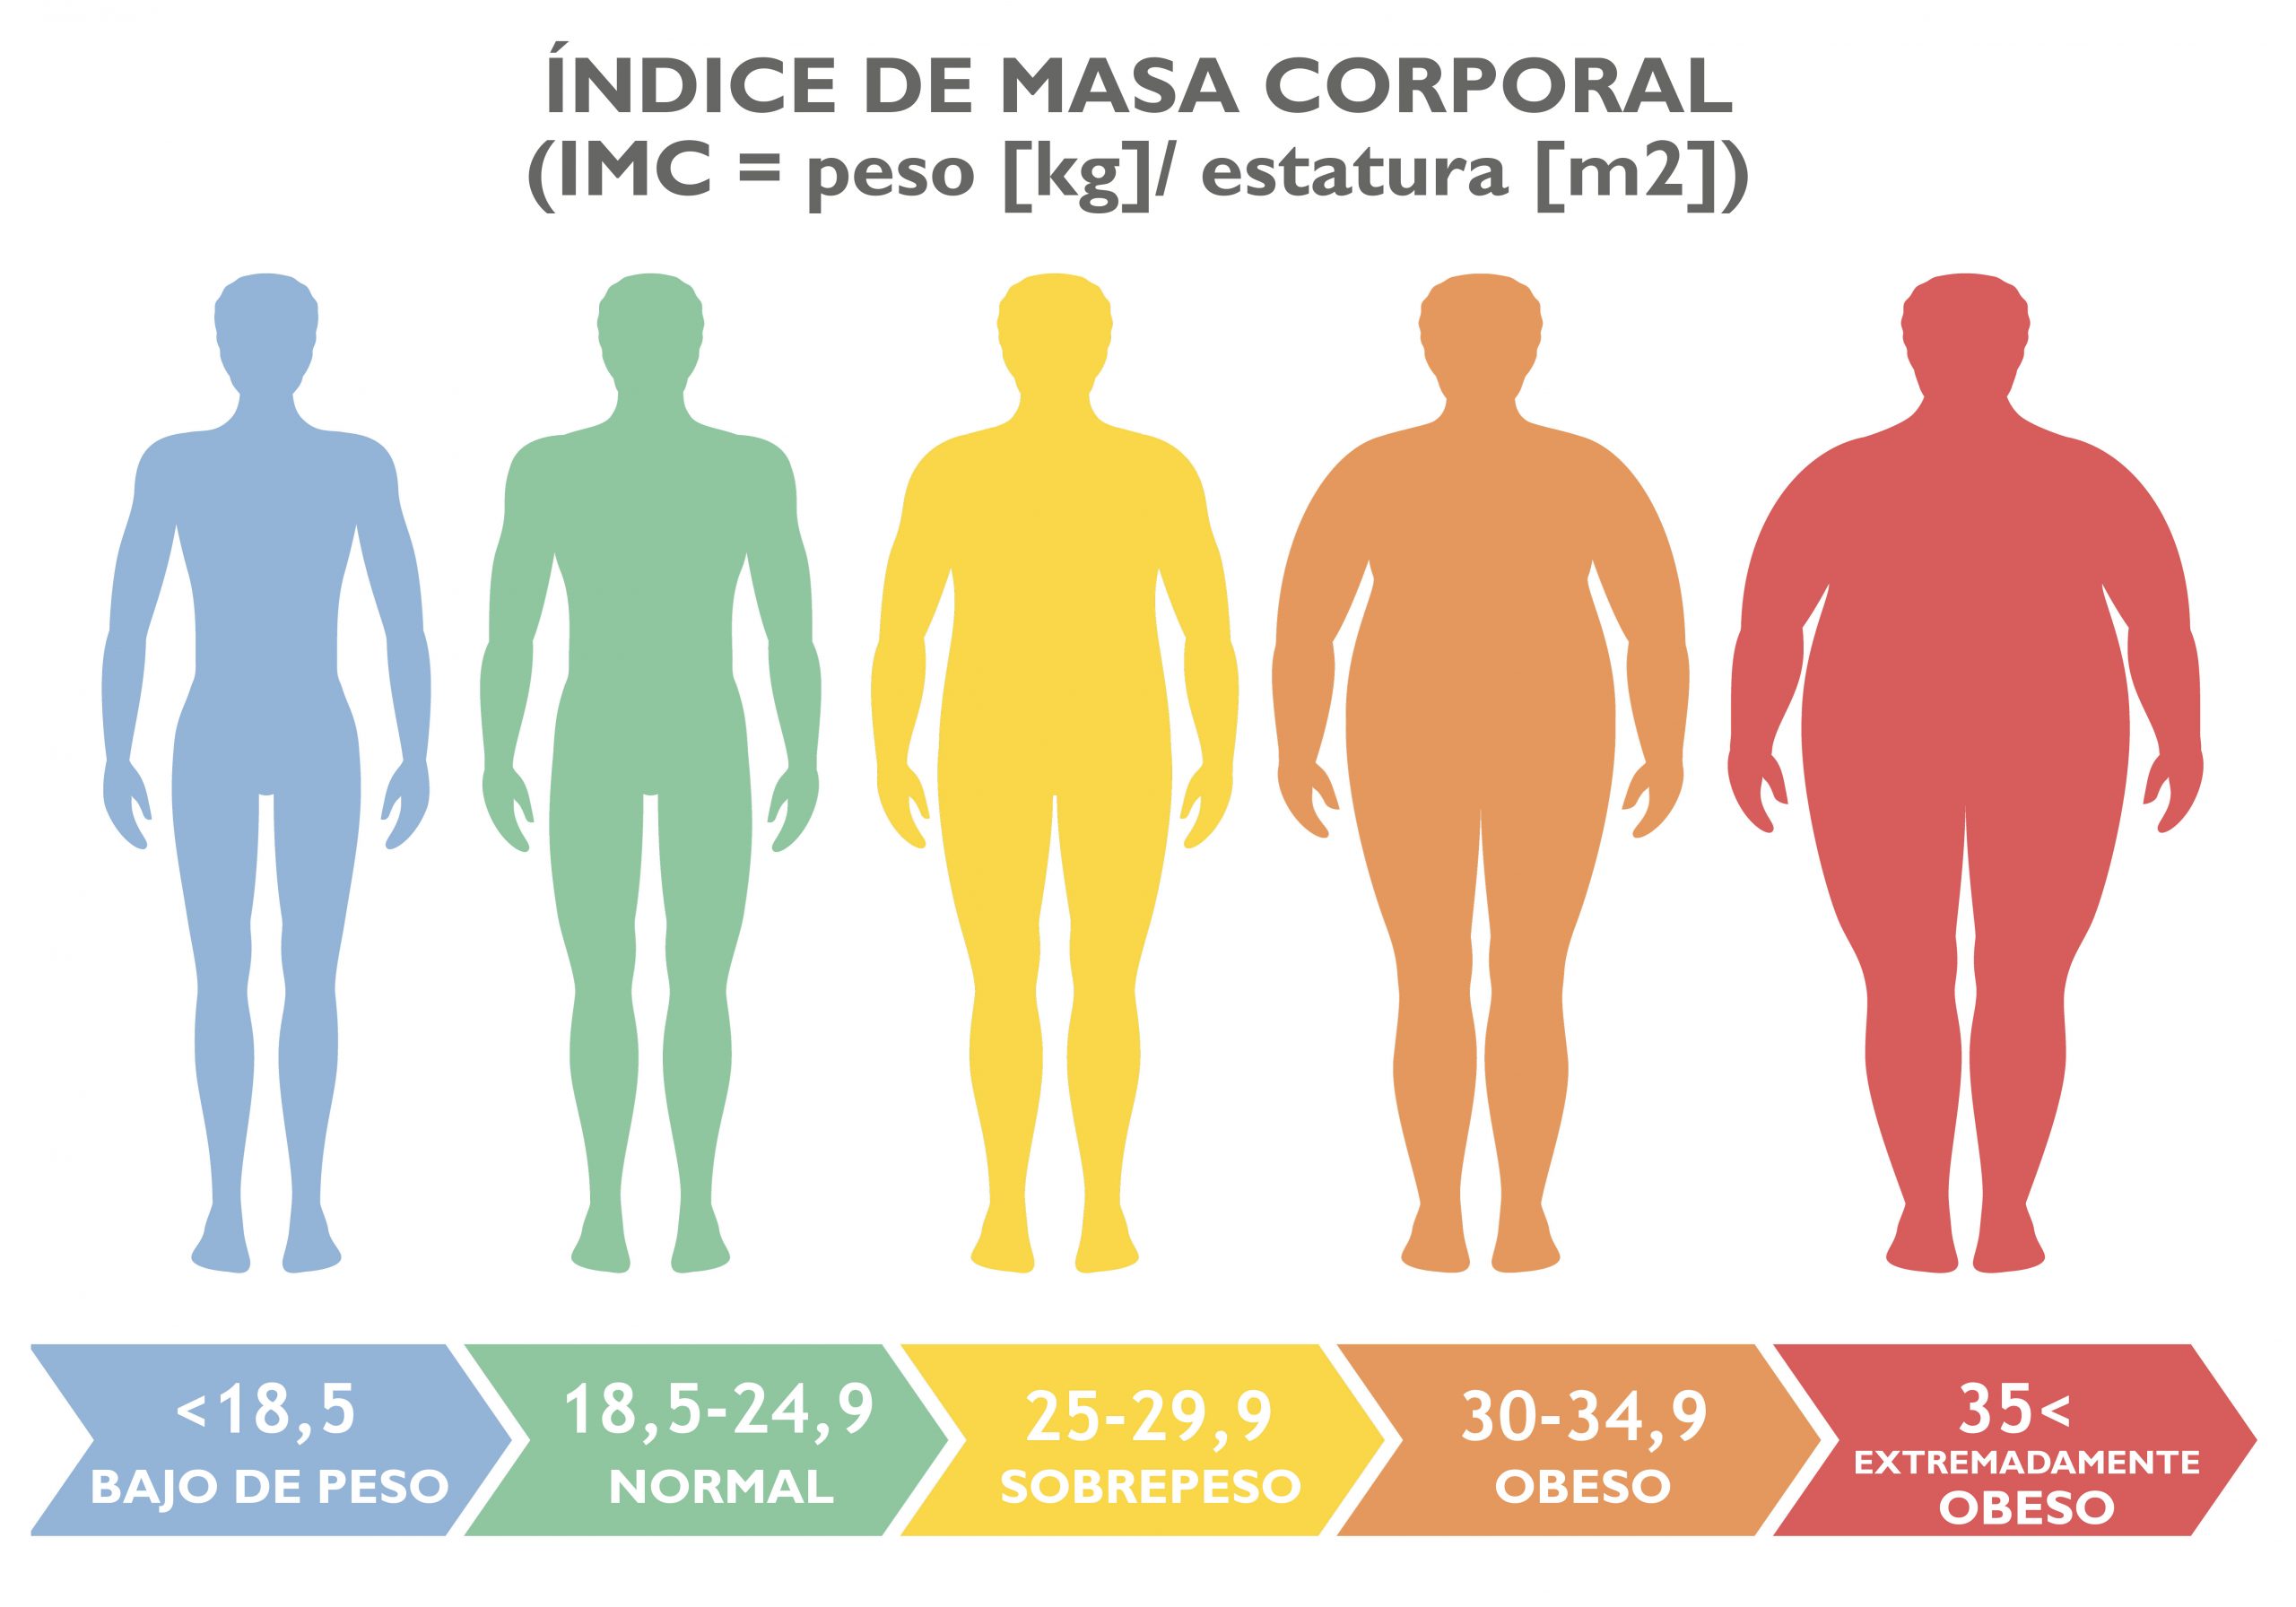 ÍNDICE DE MASA CORPORAL
(IMC = peso [kg]/ estatura [m2])
<18,5
BAJO DE PESO
18,5-24,9
NORMAL
25-29,9
SOBREPESO
30-34,9
OBESO
35<
EXTREMADAMENTE
OBESO